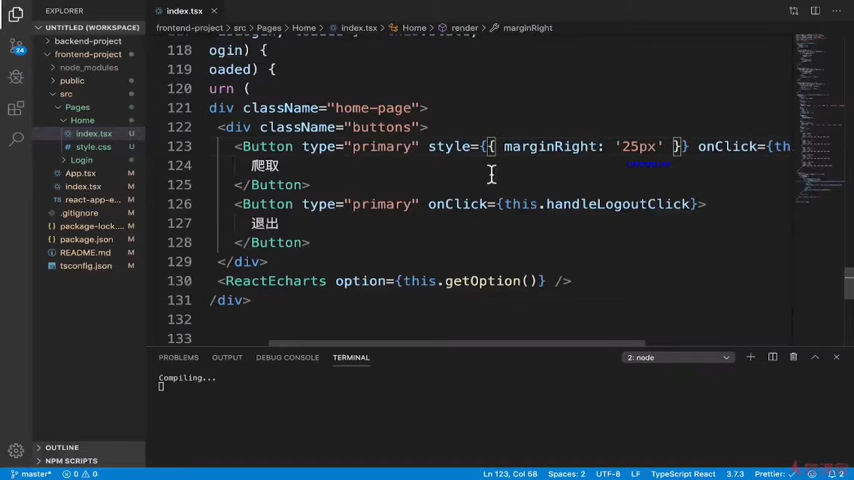 EXPLORER
index.tsx
UNTITLED (WORKSPACE)
frontend-project > src > Pages > Home > index.tsx > Home > render > marginRight
backend-project
frontend-project
node_modules
public
src
Pages
Home
index.tsx U
style.css U
Login
App.tsx U
index.tsx U
react-app-e... U
.gitignore U
package-lock... U
package.json U
README.md U
tsconfig.json U
24
118 ogin) {
119 oaded) {
120 urn (
121 div className="home-page">
122 <div className="buttons">
123 <Button type="primary" style={{ marginRight: '25px' }} onClick={th
124 爬取
125 </Button>
126 <Button type="primary" onClick={this.handleLogoutClick}>
127 退出
128 </Button>
129 </div>
130 <ReactEcharts option={this.getOption()} />
131 /div>
132
133
PROBLEMS OUTPUT DEBUG CONSOLE TERMINAL 2: node
Compiling...
OUTLINE
NPM SCRIPTS
master* 0 0 Ln 123, Col 58 Spaces: 2 UTF-8 LF TypeScript React 3.7.3 Prettier: ✓ 2